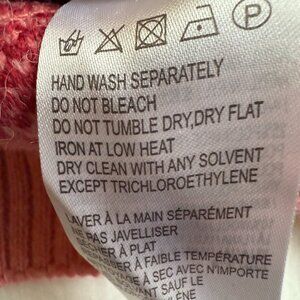 P
HAND WASH SEPARATELY
DO NOT BLEACH
DO NOT TUMBLE DRY,DRY FLAT
IRON AT LOW HEAT
DRY CLEAN WITH ANY SOLVENT
EXCEPT TRICHLOROETHYLENE
LAVER À LA MAIN SÉPARÉMENT
NE PAS JAVELLISER
À PLAT
À FAIBLE TEMPÉRATURE
À SEC AVEC N'IMPORTE
SAUF LE